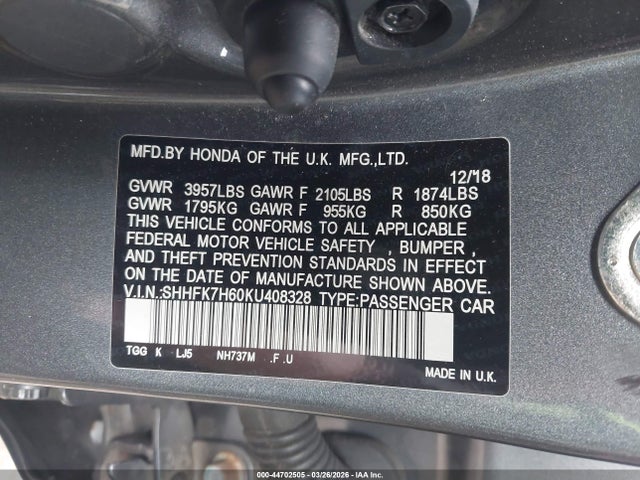 MFD.BY HONDA OF THE U.K. MFG.,LTD.
12/18
GVWR 3957LBS GAWR F 2105LBS R 1874LBS
GVWR 1795KG GAWR F 955KG R 850KG
THIS VEHICLE CONFORMS TO ALL APPLICABLE
FEDERAL MOTOR VEHICLE SAFETY , BUMPER ,
AND THEFT PREVENTION STANDARDS IN EFFECT
ON THE DATE OF MANUFACTURE SHOWN ABOVE.
V.I.N.:SHHFK7H60KU408328 TYPE:PASSENGER CAR
TGG K LJ5 NH737M .F .U
MADE IN U.K.
000-44702505 | 03/26/2026 | IAA Inc.